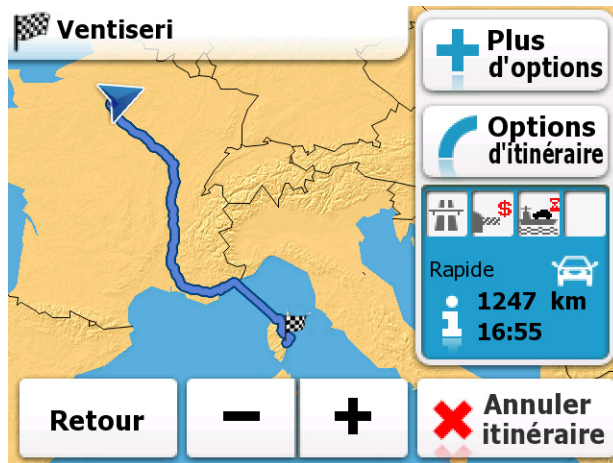 Ventiseri
Plus
d'options
Options
d'itinéraire
$
Rapide
1247 km
16:55
Retour
Annuler
itinéraire